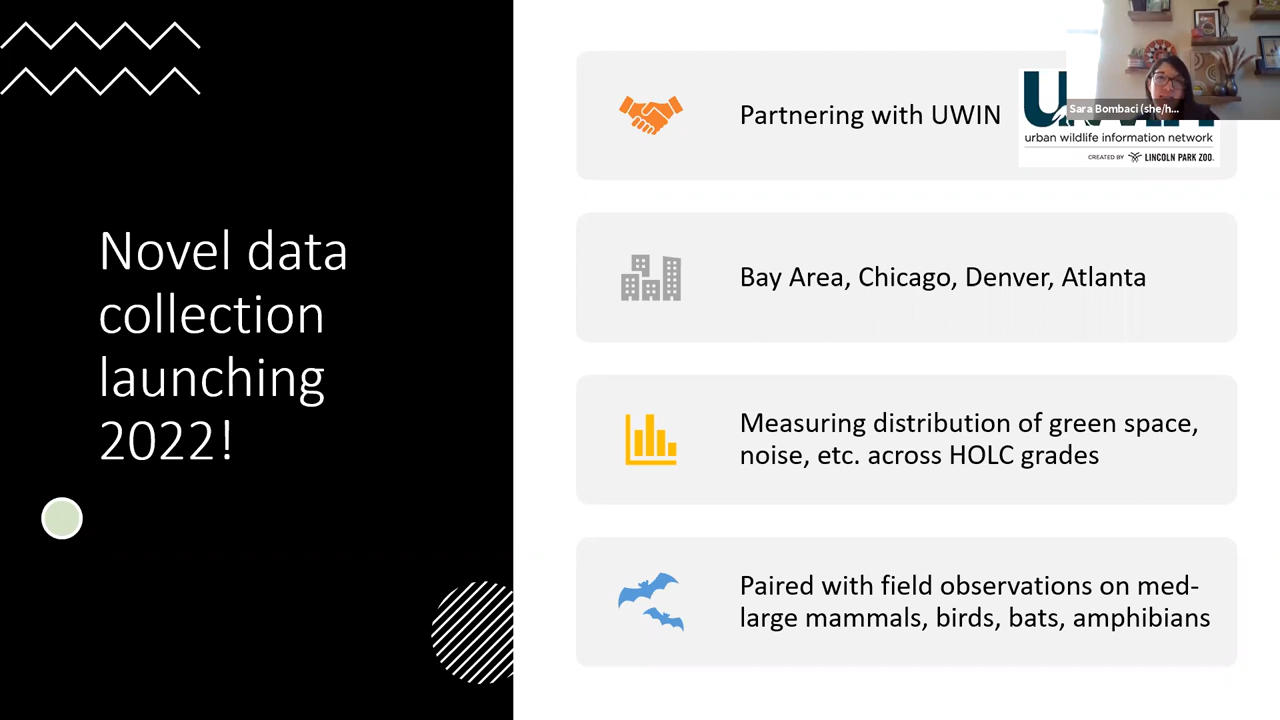 Novel data
collection
launching
2022!
Partnering with UWIN
Sara Bombaci (she/h...
urban wildlife information network
CREATED BY LINCOLN PARK ZOO.
Bay Area, Chicago, Denver, Atlanta
Measuring distribution of green space,
noise, etc. across HOLC grades
Paired with field observations on med-
large mammals, birds, bats, amphibians